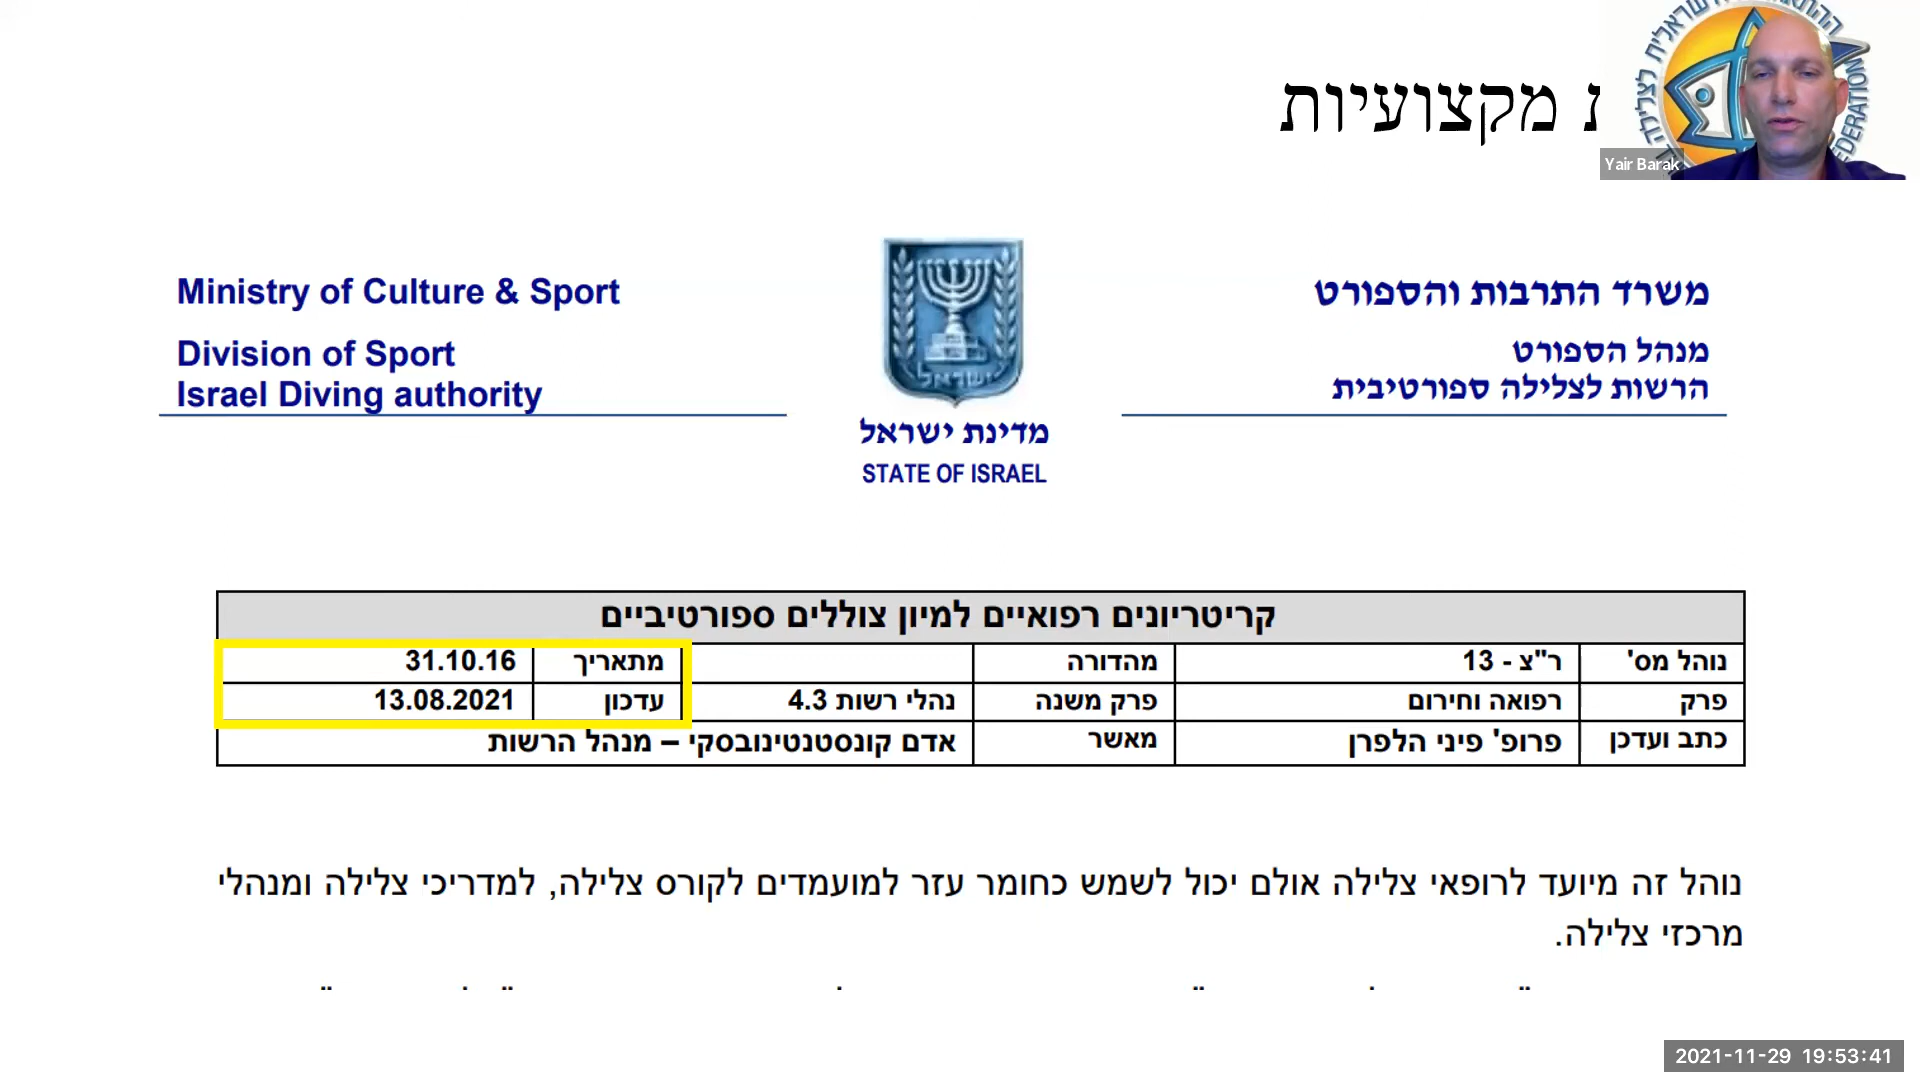 מקצועיות
Yair Barak
Ministry of Culture & Sport
משרד התרבות והספורט
Division of Sport
מנהל הספורט
Israel Diving authority
הרשות לצלילה ספורטיבית
ישראל
מדינת ישראל
STATE OF ISRAEL
קריטריונים רפואיים למיון צוללים ספורטיביים
נוהל מס' ר"צ - 13 מהדורה מתאריך 31.10.16
פרק רפואה וחירום פרק משנה נהלי רשות 4.3 עדכון 13.08.2021
כתב ועדכן פרופ' פיני הלפרן מאשר אדם קונסטנטינובסקי – מנהל הרשות
נוהל זה מיועד לרופאי צלילה אולם יכול לשמש כחומר עזר למועמדים לקורס צלילה, למדריכי צלילה ומנהלי
מרכזי צלילה.
2021-11-29 19:53:41